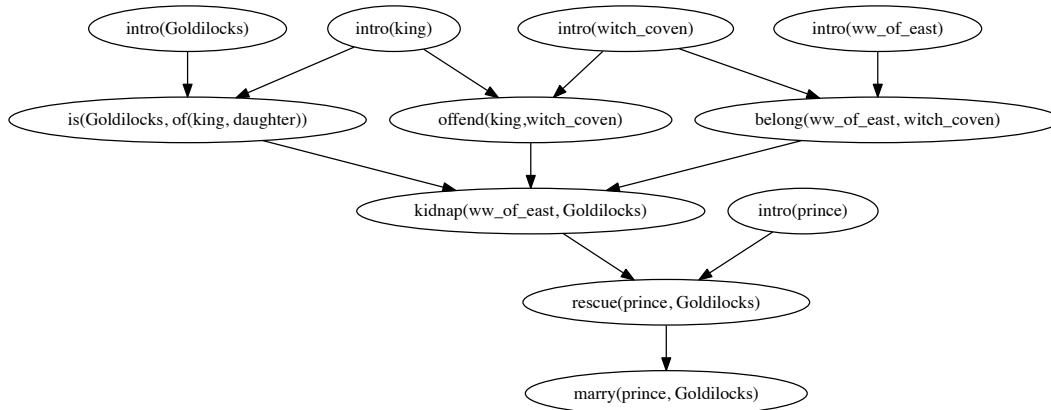 intro(Goldilocks)
intro(king)
intro(witch_coven)
intro(ww_of_east)
is(Goldilocks, of(king, daughter))
offend(king,witch_coven)
belong(ww_of_east, witch_coven)
kidnap(ww_of_east, Goldilocks)
intro(prince)
rescue(prince, Goldilocks)
marry(prince, Goldilocks)